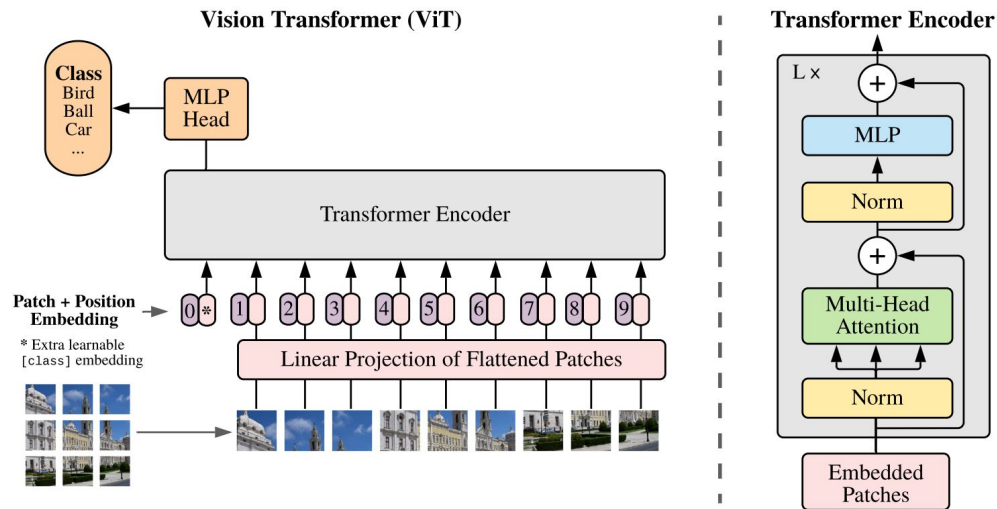 Vision Transformer (ViT)
Class
Bird
Ball
Car
...
MLP
Head
Transformer Encoder
Patch + Position
Embedding
0 * 1 2 3 4 5 6 7 8 9
* Extra learnable
[class] embedding
Linear Projection of Flattened Patches
Transformer Encoder
L ×
+
MLP
Norm
+
Multi-Head
Attention
Norm
Embedded
Patches